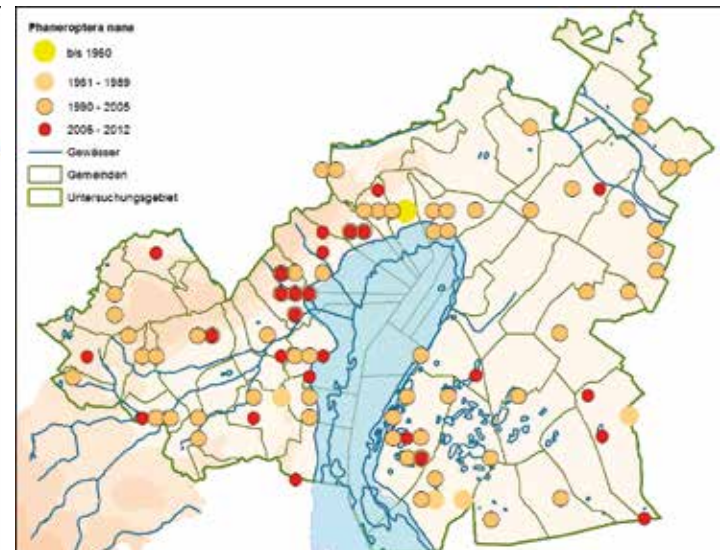 Phaneroptera nana
bis 1960
1961 - 1989
1990 - 2005
2006 - 2012
Gewässer
Gemeinden
Untersuchungsgebiet